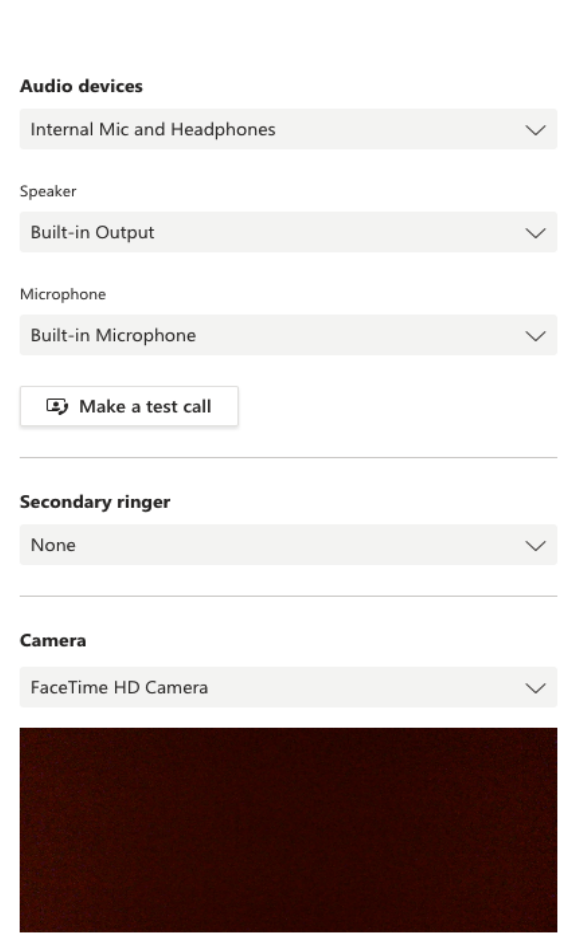 Audio devices
Internal Mic and Headphones
Speaker
Built-in Output
Microphone
Built-in Microphone
Make a test call
Secondary ringer
None
Camera
FaceTime HD Camera